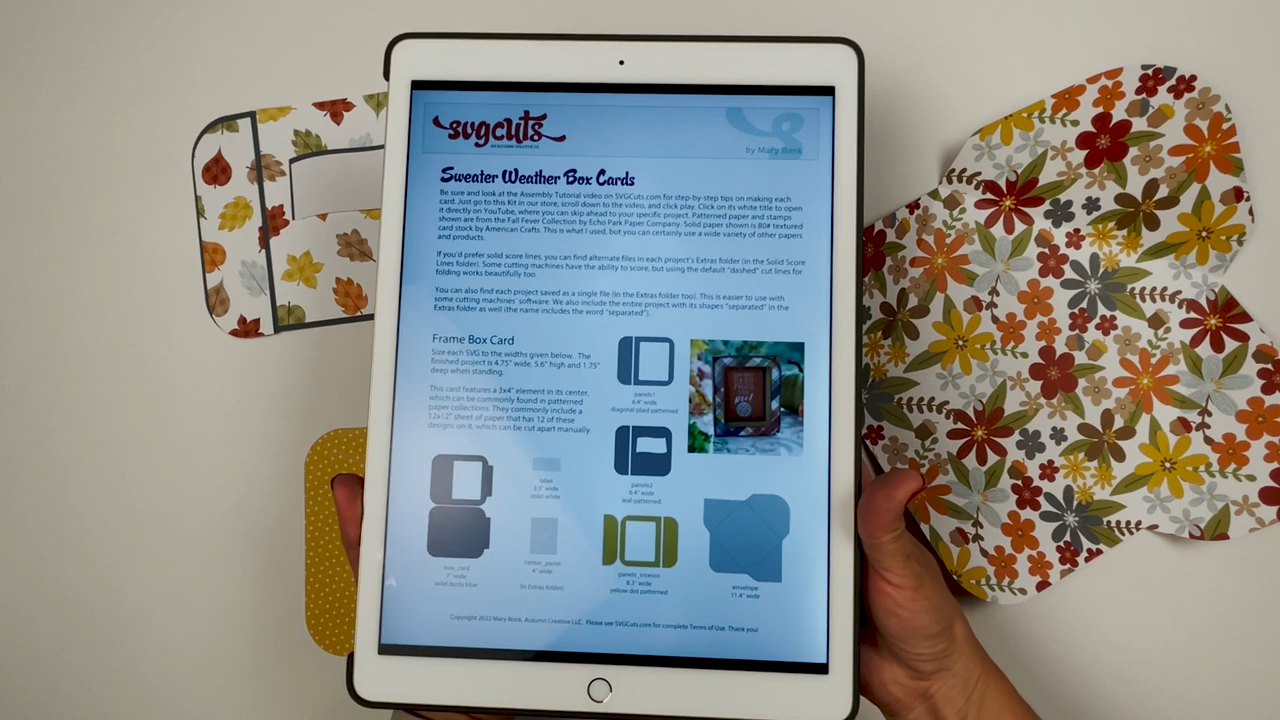 svgcuts
AN AUTUMN CREATIVE CO
by Mary Bonk
Sweater Weather Box Cards
Be sure and look at the Assembly Tutorial video on SVGCuts.com for step-by-step tips on making each
card. Just go to this Kit in our store, scroll down to the video, and click play. Click on its white title to open
it directly on YouTube, where you can skip ahead to your specific project. Patterned paper and stamps
shown are from the Fall Fever Collection by Echo Park Paper Company. Solid paper shown is 80# textured
card stock by American Crafts. This is what I used, but you can certainly use a wide variety of other papers
and products.
If you'd prefer solid score lines, you can find alternate files in each project's Extras folder (in the Solid Score
Lines folder). Some cutting machines have the ability to score, but using the default "dashed" cut lines for
folding works beautifully too.
You can also find each project saved as a single file (in the Extras folder too). This is easier to use with
some cutting machines' software. We also include the entire project with its shapes "separated" in the
Extras folder as well (the name includes the word "separated").
Frame Box Card
Size each SVG to the widths given below. The
finished project is 4.75" wide, 5.6" high and 1.75"
deep when standing.
This card features a 3x4" element in its center,
which can be commonly found in patterned
paper collections. They commonly include a
12x12" sheet of paper that has 12 of these
designs on it, which can be cut apart manually.
panels1
6.4" wide
diagonal plaid patterned
panels2
6.4" wide
leaf-patterned
label
3.3" wide
solid white
box_card
7" wide
solid dusty blue
center_panel
4" wide
(in Extras folder)
panels_interior
8.3" wide
yellow dot patterned
envelope
11.4" wide
Copyright 2022 Mary Bonk, Autumn Creative LLC. Please see SVGCuts.com for complete Terms of Use. Thank you!